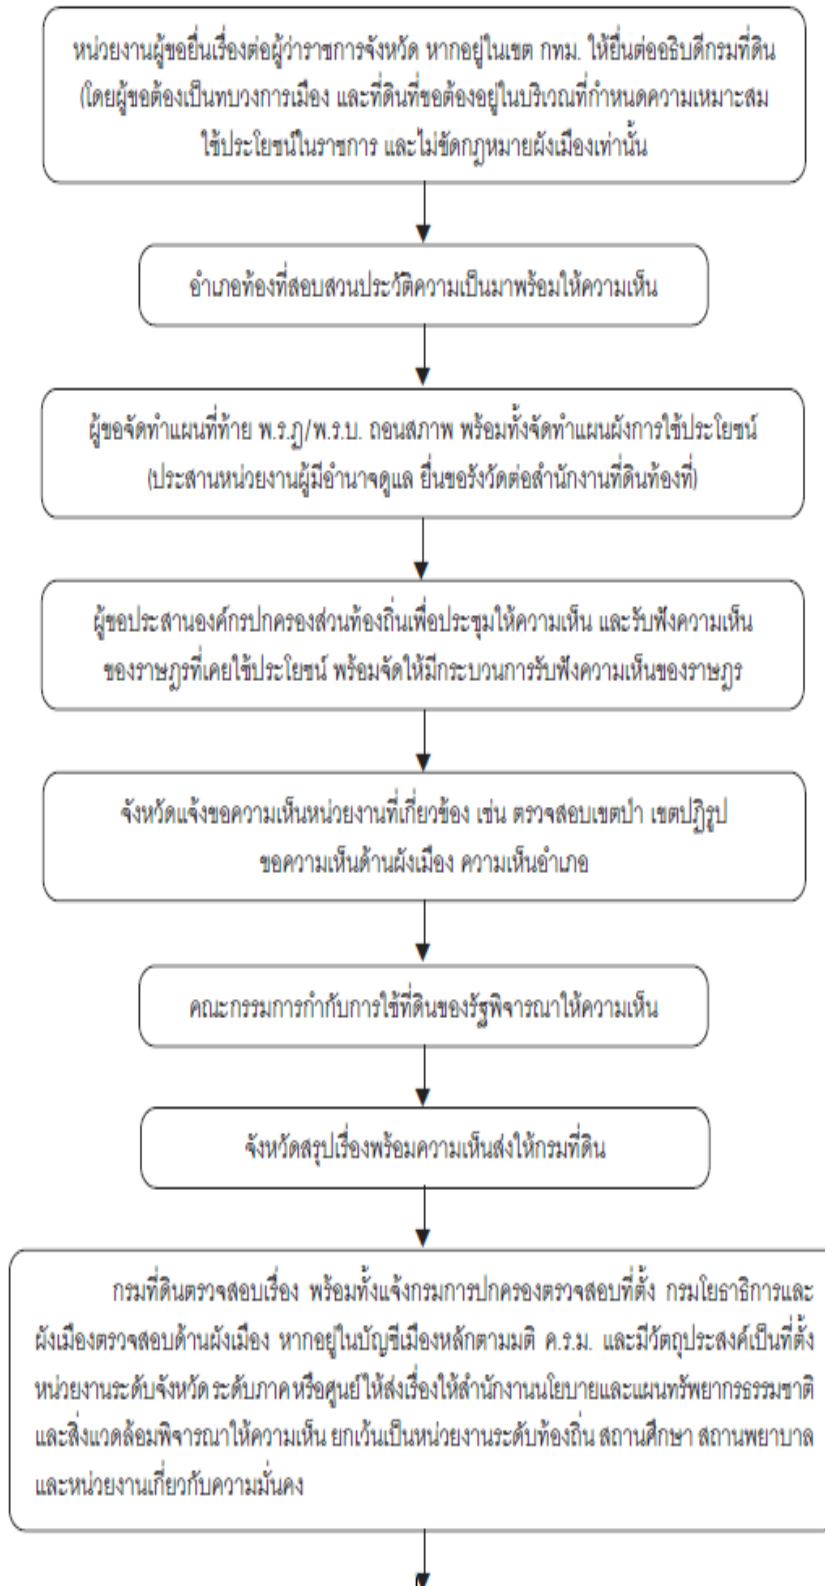 หน่วยงานผู้ขอยื่นเรื่องต่อผู้ว่าราชการจังหวัด หากอยู่ในเขต กทม. ให้ยื่นต่ออธิบดีกรมที่ดิน
(โดยผู้ขอต้องเป็นทบวงการเมือง และที่ดินที่ขอต้องอยู่ในบริเวณที่กำหนดความเหมาะสม
ใช้ประโยชน์ในราชการ และไม่ขัดกฎหมายผังเมืองเท่านั้น
อำเภอท้องที่สอบสวนประวัติความเป็นมาพร้อมให้ความเห็น
ผู้ขอจัดทำแผนที่ท้าย พ.ร.ฎ/พ.ร.บ. ถอนสภาพ พร้อมทั้งจัดทำแผนผังการใช้ประโยชน์
(ประสานหน่วยงานผู้มีอำนาจดูแล ยื่นขอรังวัดต่อสำนักงานที่ดินท้องที่)
ผู้ขอประสานองค์กรปกครองส่วนท้องถิ่นเพื่อประชุมให้ความเห็น และรับฟังความเห็น
ของราษฎรที่เคยใช้ประโยชน์ พร้อมจัดให้มีกระบวนการรับฟังความเห็นของราษฎร
จังหวัดแจ้งขอความเห็นหน่วยงานที่เกี่ยวข้อง เช่น ตรวจสอบเขตป่า เขตปฏิรูป
ขอความเห็นด้านผังเมือง ความเห็นอำเภอ
คณะกรรมการกำกับการใช้ที่ดินของรัฐพิจารณาให้ความเห็น
จังหวัดสรุปเรื่องพร้อมความเห็นส่งให้กรมที่ดิน
กรมที่ดินตรวจสอบเรื่อง พร้อมทั้งแจ้งกรมการปกครองตรวจสอบที่ตั้ง กรมโยธาธิการและ
ผังเมืองตรวจสอบด้านผังเมือง หากอยู่ในบัญชีเมืองหลักตามมติ ค.ร.ม. และมีวัตถุประสงค์เป็นที่ตั้ง
หน่วยงานระดับจังหวัด ระดับภาค หรือศูนย์ ให้ส่งเรื่องให้สำนักงานนโยบายและแผนทรัพยากรธรรมชาติ
และสิ่งแวดล้อมพิจารณาให้ความเห็น ยกเว้นเป็นหน่วยงานระดับท้องถิ่น สถานศึกษา สถานพยาบาล
และหน่วยงานเกี่ยวกับความมั่นคง